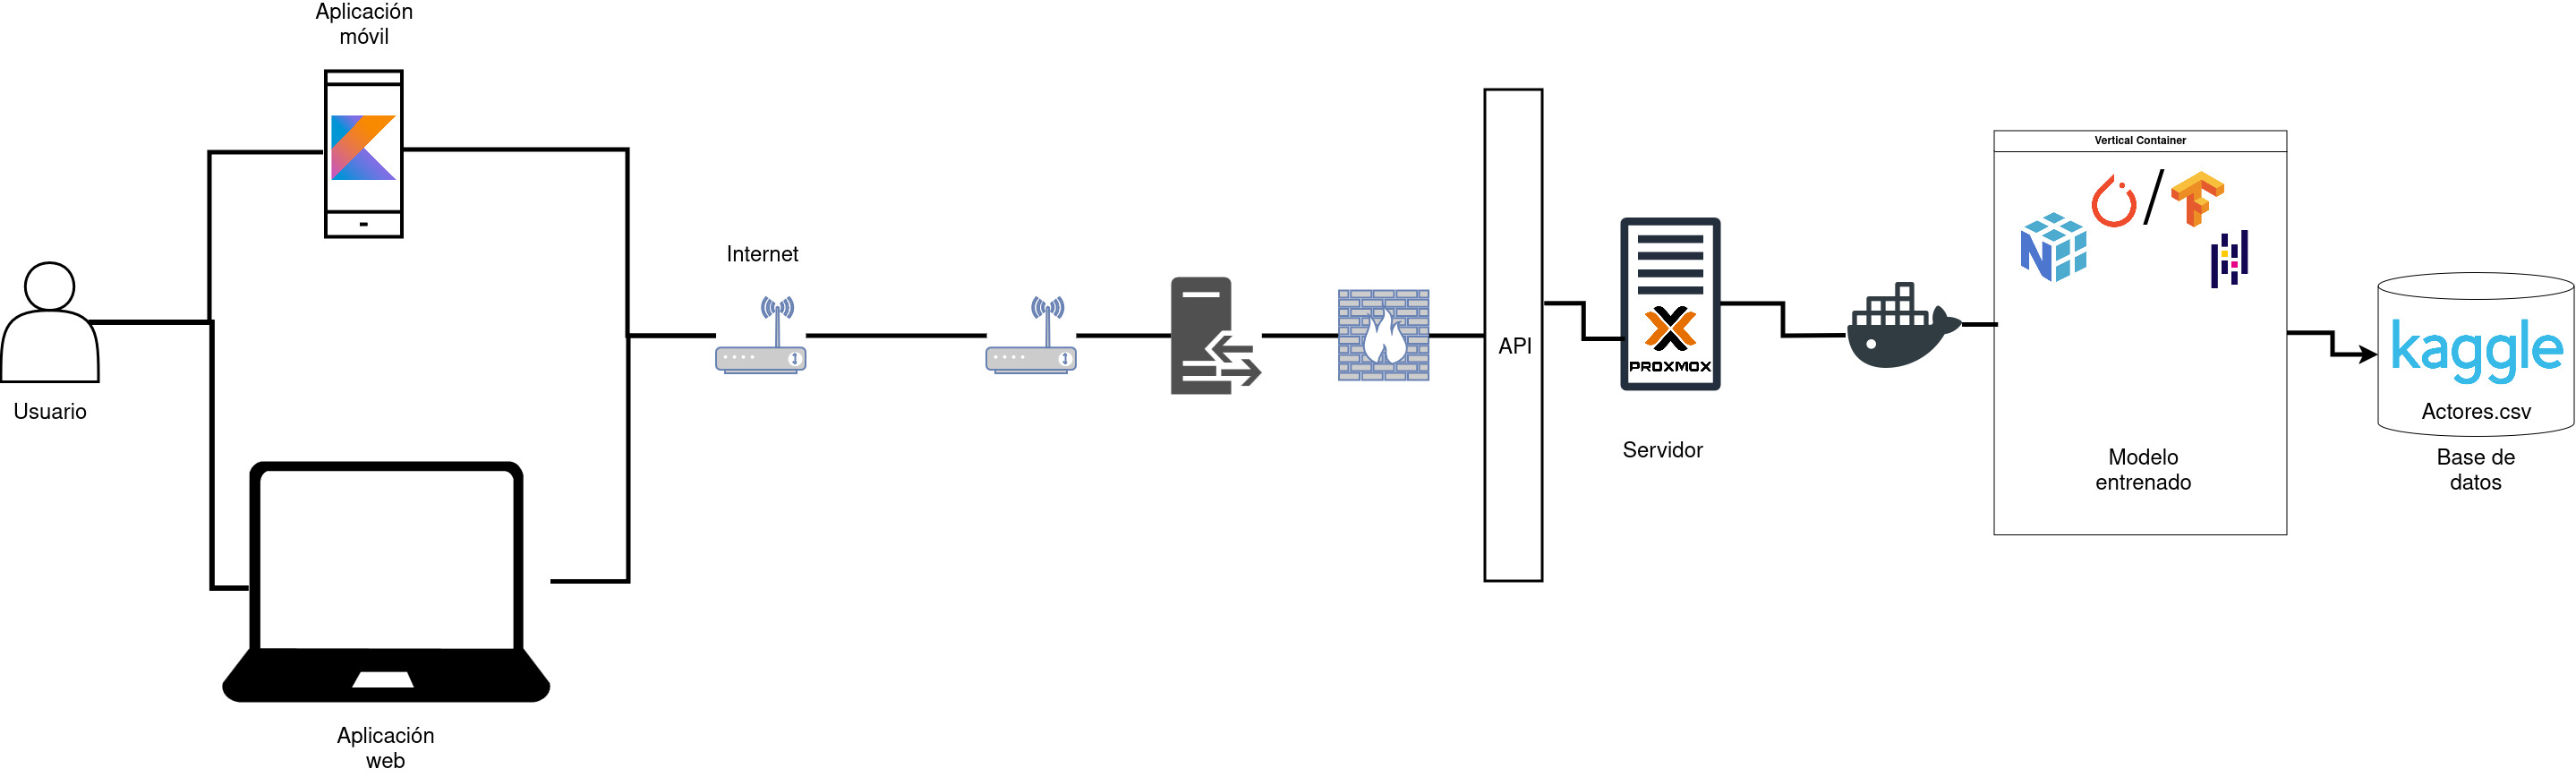 Aplicación
móvil
Usuario
Aplicación
web
Internet
API
PROXMOX
Servidor
Vertical Container
Modelo
entrenado
kaggle
Actores.csv
Base de
datos